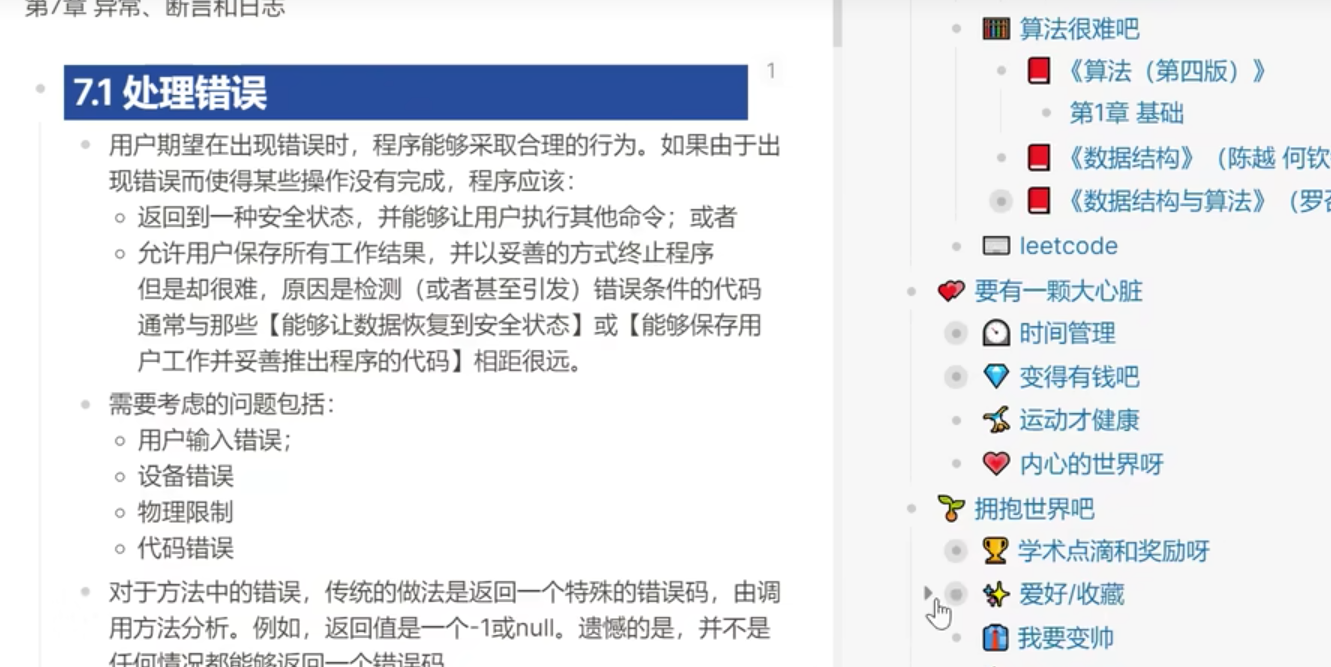 第7章 异常、断言和日志
7.1 处理错误
1
用户期望在出现错误时，程序能够采取合理的行为。如果由于出
现错误而使得某些操作没有完成，程序应该：
返回到一种安全状态，并能够让用户执行其他命令；或者
允许用户保存所有工作结果，并以妥善的方式终止程序
但是却很难，原因是检测（或者甚至引发）错误条件的代码
通常与那些【能够让数据恢复到安全状态】或【能够保存用
户工作并妥善推出程序的代码】相距很远。
需要考虑的问题包括：
用户输入错误；
设备错误
物理限制
代码错误
对于方法中的错误，传统的做法是返回一个特殊的错误码，由调
用方法分析。例如，返回值是一个-1或null。遗憾的是，并不是
任何情况都能够返回一个错误码
算法很难吧
《算法（第四版）》
第1章 基础
《数据结构》（陈越 何钦
《数据结构与算法》（罗
leetcode
要有一颗大心脏
时间管理
变得有钱吧
运动才健康
内心的世界呀
拥抱世界吧
学术点滴和奖励呀
爱好/收藏
我要变帅